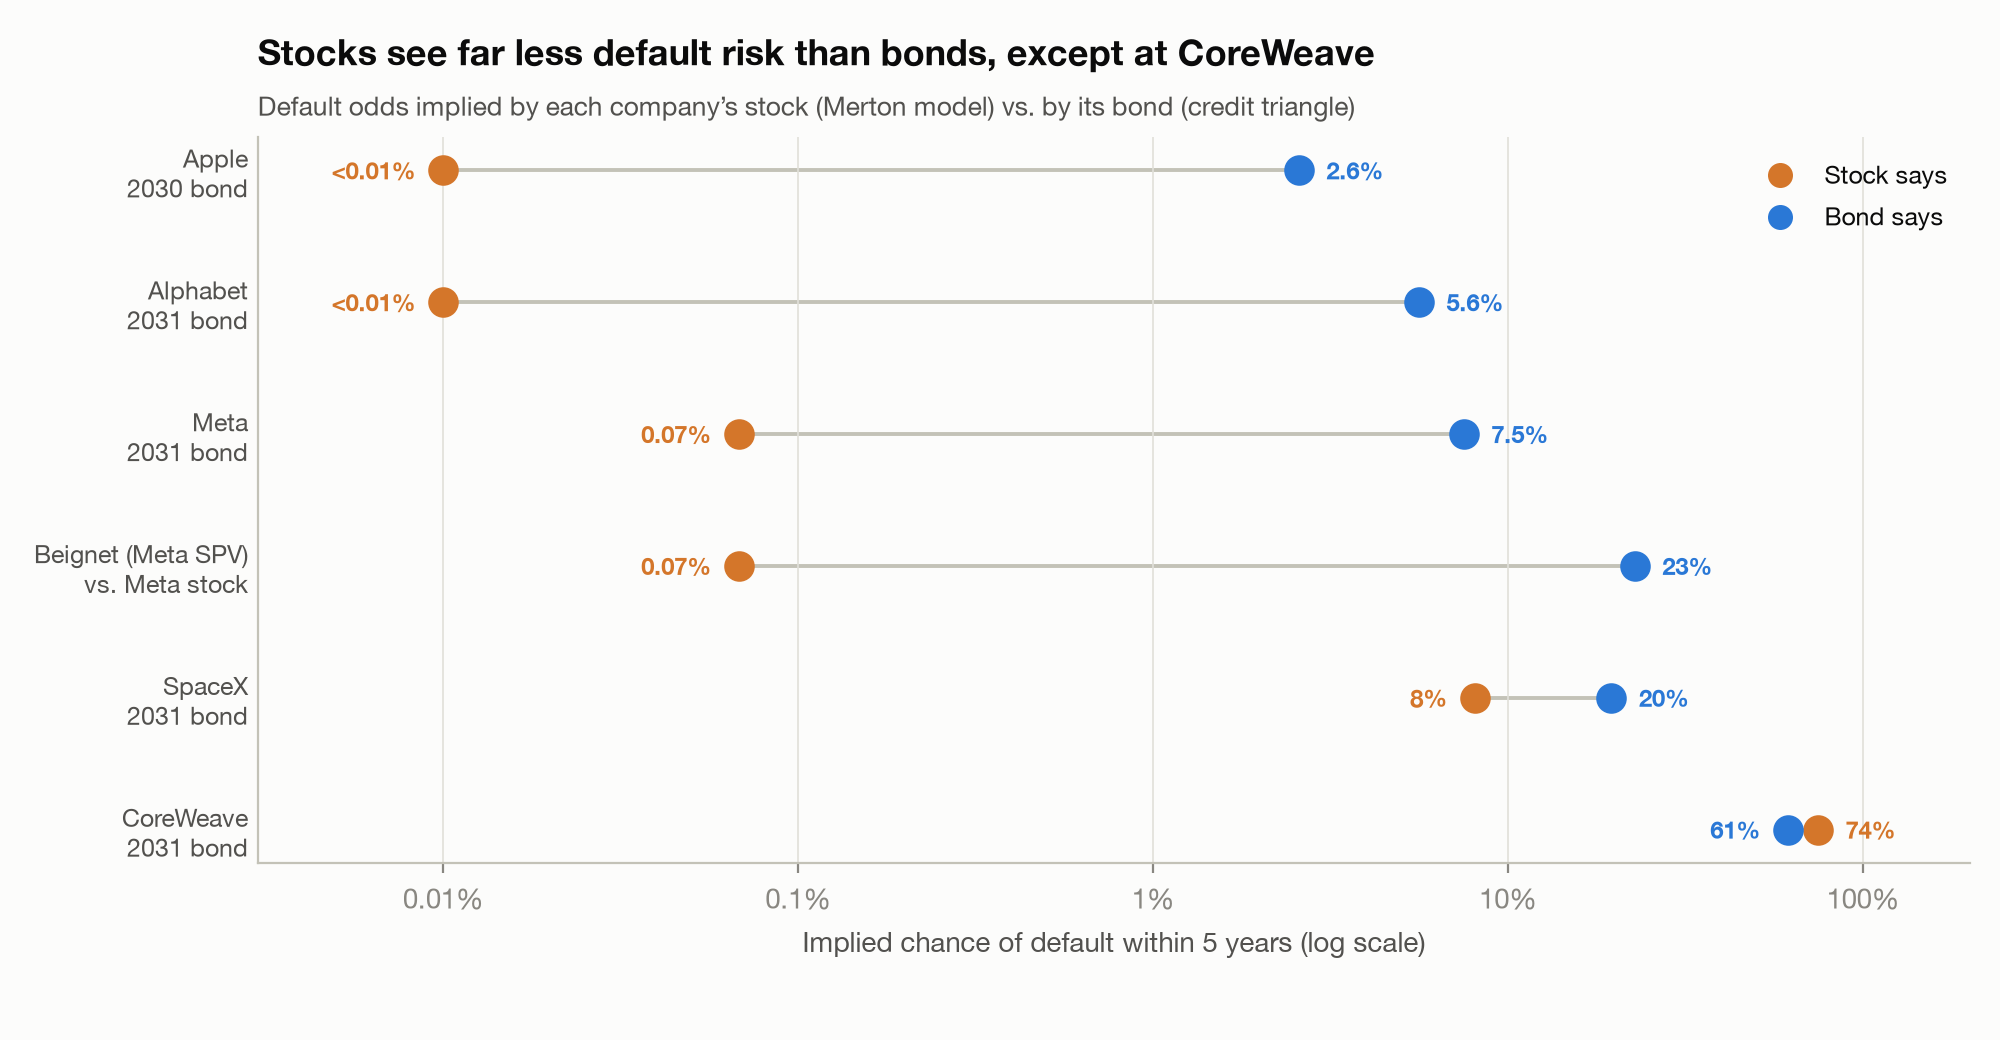 Stocks see far less default risk than bonds, except at CoreWeave
Default odds implied by each company’s stock (Merton model) vs. by its bond (credit triangle)
Apple
2030 bond
<0.01%
2.6%
Stock says
Bond says
Alphabet
2031 bond
<0.01%
5.6%
Meta
2031 bond
0.07%
7.5%
Beignet (Meta SPV)
vs. Meta stock
0.07%
23%
SpaceX
2031 bond
8%
20%
CoreWeave
2031 bond
61%
74%
0.01%
0.1%
1%
10%
100%
Implied chance of default within 5 years (log scale)